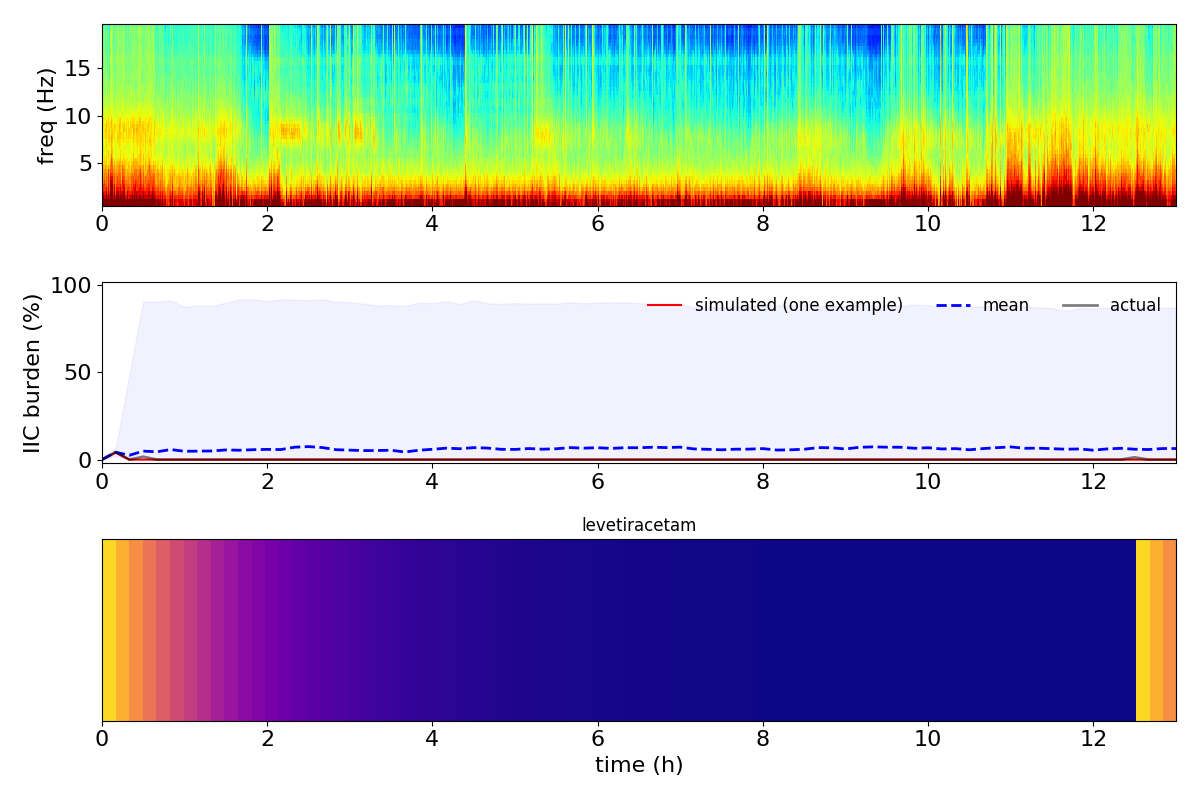 freq (Hz)
15
10
5
0 2 4 6 8 10 12
IIC burden (%)
100
50
0
simulated (one example) mean actual
0 2 4 6 8 10 12
levetiracetam
0 2 4 6 8 10 12
time (h)